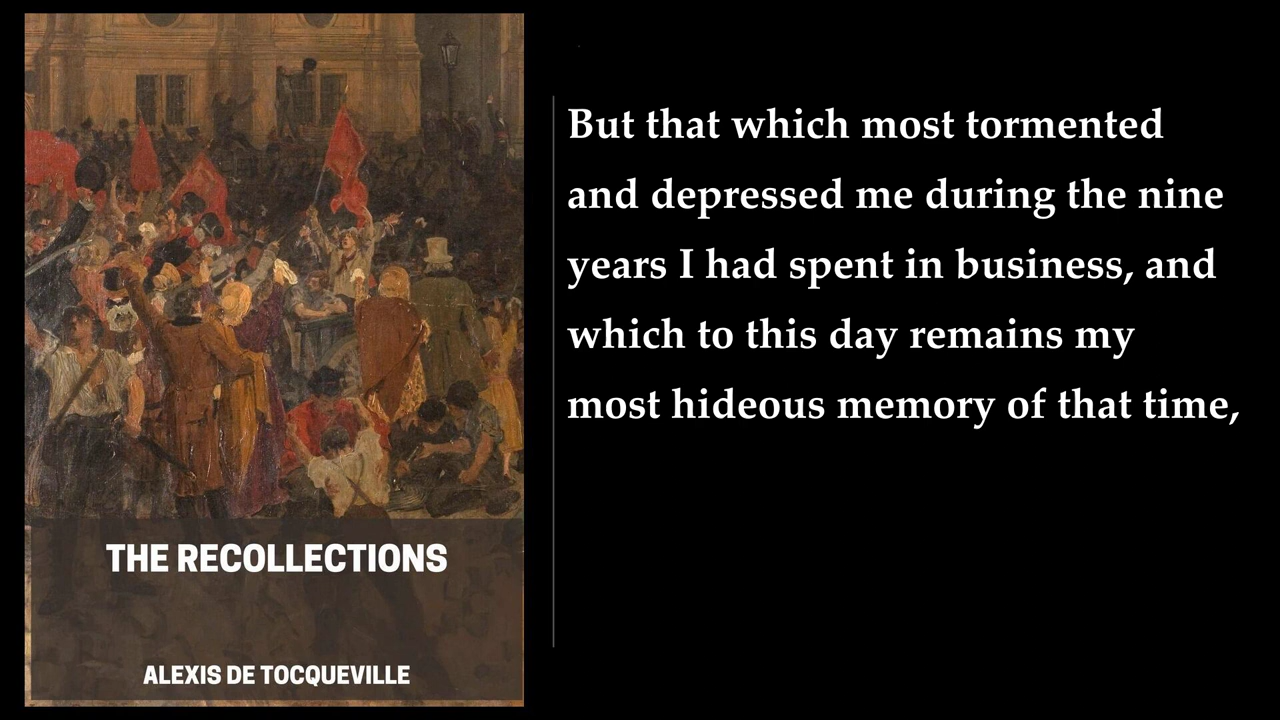 THE RECOLLECTIONS
ALEXIS DE TOCQUEVILLE
But that which most tormented
and depressed me during the nine
years I had spent in business, and
which to this day remains my
most hideous memory of that time,